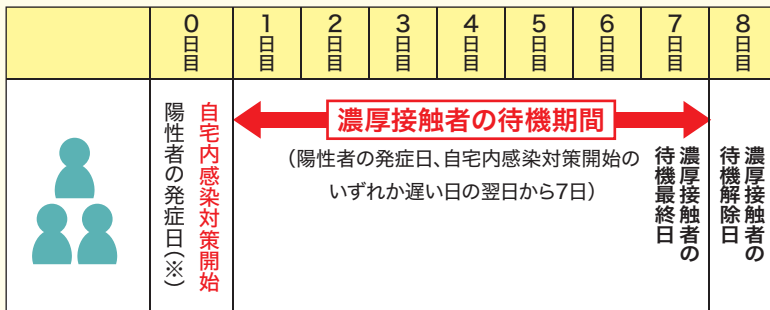 0日目
1日目
2日目
3日目
4日目
5日目
6日目
7日目
8日目
自宅内感染対策開始
陽性者の発症日(※)
濃厚接触者の待機期間
(陽性者の発症日、自宅内感染対策開始の
いずれか遅い日の翌日から7日)
濃厚接触者の
待機最終日
濃厚接触者の
待機解除日